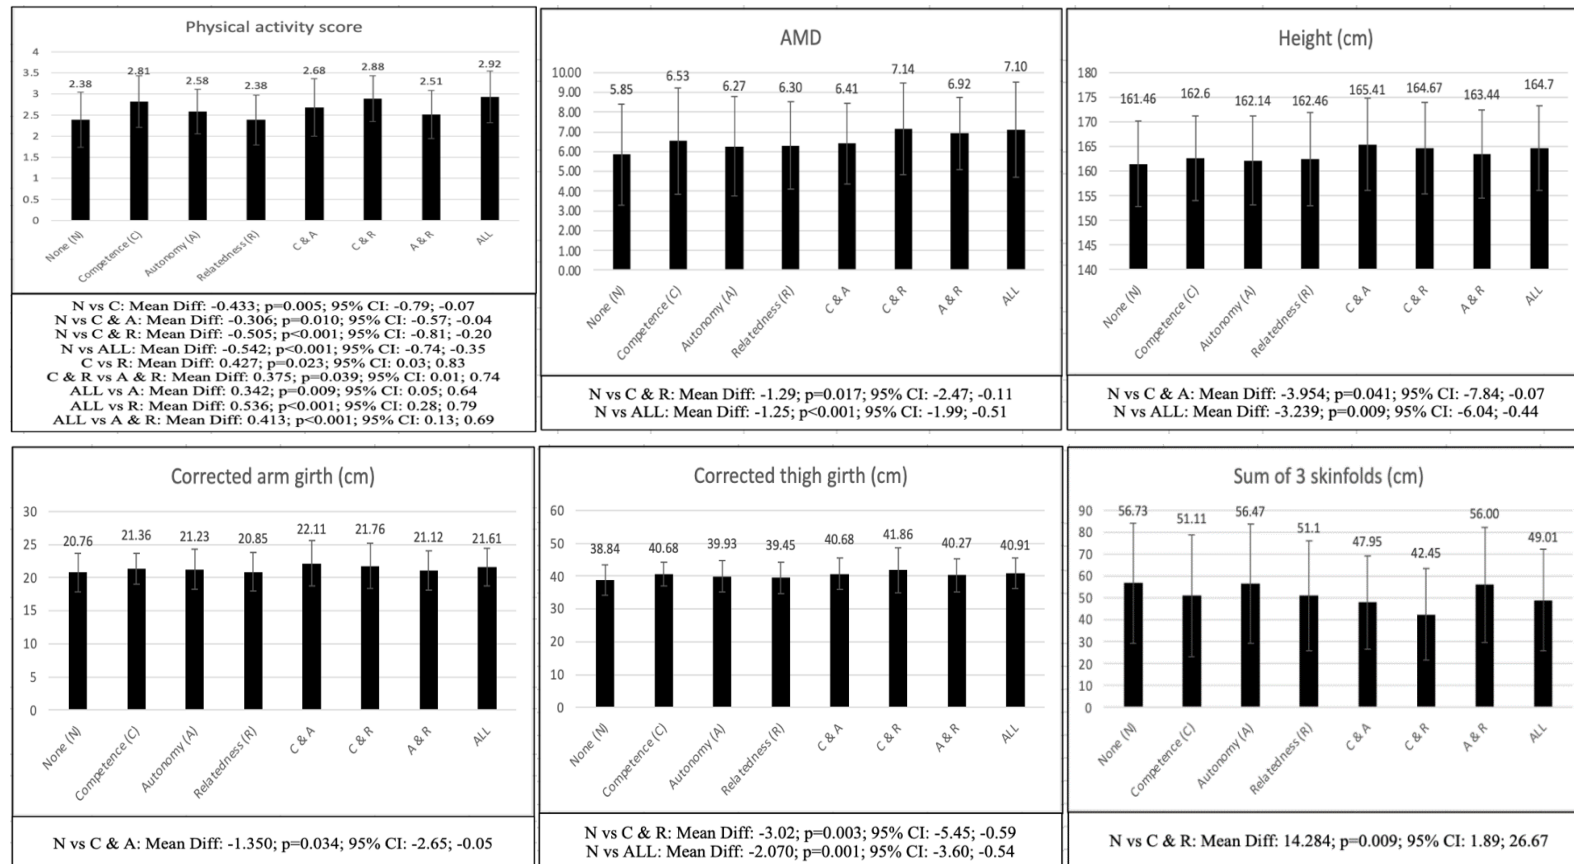 Physical activity score
4
3.5
3
2.5
2
1.5
1
0.5
0
2.38
2.81
2.58
2.38
2.68
2.88
2.51
2.92
None (N)
Competence (C)
Autonomy (A)
Relatedness (R)
C & A
C & R
A & R
ALL
N vs C: Mean Diff: -0.433; p=0.005; 95% CI: -0.79; -0.07
N vs C & A: Mean Diff: -0.306; p=0.010; 95% CI: -0.57; -0.04
N vs C & R: Mean Diff: -0.505; p<0.001; 95% CI: -0.81; -0.20
N vs ALL: Mean Diff: -0.542; p<0.001; 95% CI: -0.74; -0.35
C vs R: Mean Diff: 0.427; p=0.023; 95% CI: 0.03; 0.83
C & R vs A & R: Mean Diff: 0.375; p=0.039; 95% CI: 0.01; 0.74
ALL vs A: Mean Diff: 0.342; p=0.009; 95% CI: 0.05; 0.64
ALL vs R: Mean Diff: 0.536; p<0.001; 95% CI: 0.28; 0.79
ALL vs A & R: Mean Diff: 0.413; p<0.001; 95% CI: 0.13; 0.69
AMD
10.00
9.00
8.00
7.00
6.00
5.00
4.00
3.00
2.00
1.00
0.00
5.85
6.53
6.27
6.30
6.41
7.14
6.92
7.10
None (N)
Competence (C)
Autonomy (A)
Relatedness (R)
C & A
C & R
A & R
ALL
N vs C & R: Mean Diff: -1.29; p=0.017; 95% CI: -2.47; -0.11
N vs ALL: Mean Diff: -1.25; p<0.001; 95% CI: -1.99; -0.51
Height (cm)
180
175
170
165
160
155
150
145
140
161.46
162.6
162.14
162.46
165.41
164.67
163.44
164.7
None (N)
Competence (C)
Autonomy (A)
Relatedness (R)
C & A
C & R
A & R
ALL
N vs C & A: Mean Diff: -3.954; p=0.041; 95% CI: -7.84; -0.07
N vs ALL: Mean Diff: -3.239; p=0.009; 95% CI: -6.04; -0.44
Corrected arm girth (cm)
30
25
20
15
10
5
0
20.76
21.36
21.23
20.85
22.11
21.76
21.12
21.61
None (N)
Competence (C)
Autonomy (A)
Relatedness (R)
C & A
C & R
A & R
ALL
N vs C & A: Mean Diff: -1.350; p=0.034; 95% CI: -2.65; -0.05
Corrected thigh girth (cm)
60
50
40
30
20
10
0
38.84
40.68
39.93
39.45
40.68
41.86
40.27
40.91
None (N)
Competence (C)
Autonomy (A)
Relatedness (R)
C & A
C & R
A & R
ALL
N vs C & R: Mean Diff: -3.02; p=0.003; 95% CI: -5.45; -0.59
N vs ALL: Mean Diff: -2.070; p=0.001; 95% CI: -3.60; -0.54
Sum of 3 skinfolds (cm)
90
80
70
60
50
40
30
20
10
0
56.73
51.11
56.47
51.1
47.95
42.45
56.00
49.01
None (N)
Competence (C)
Autonomy (A)
Relatedness (R)
C & A
C & R
A & R
ALL
N vs C & R: Mean Diff: 14.284; p=0.009; 95% CI: 1.89; 26.67